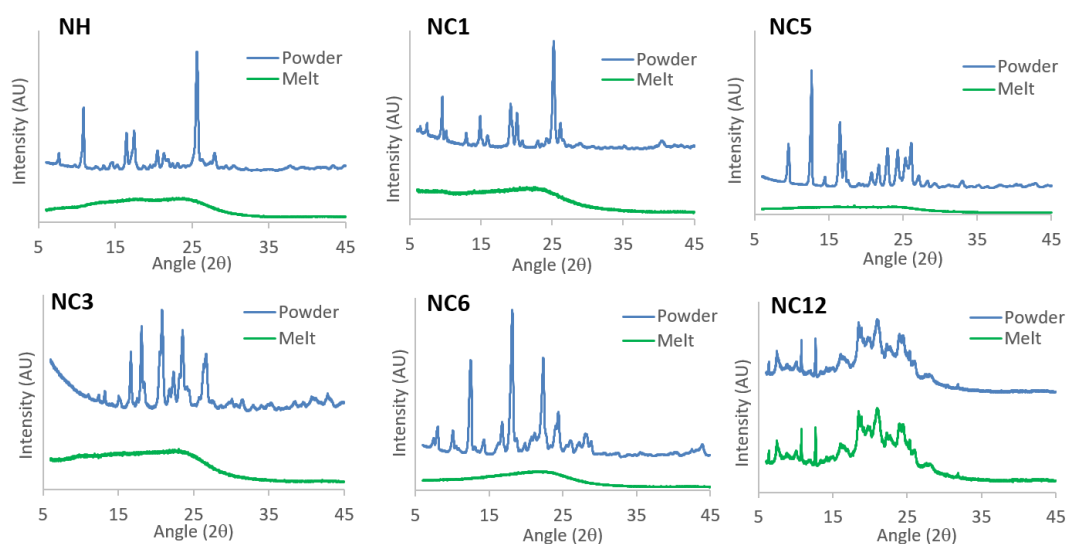 NH
Powder
Melt
Intensity (AU)
5 15 25 35 45
Angle (2θ)
NC1
Powder
Melt
Intensity (AU)
5 15 25 35 45
Angle (2θ)
NC5
Powder
Melt
Intensity (AU)
5 15 25 35 45
Angle (2θ)
NC3
Powder
Melt
Intensity (AU)
5 15 25 35 45
Angle (2θ)
NC6
Powder
Melt
Intensity (AU)
5 15 25 35 45
Angle (2θ)
NC12
Powder
Melt
Intensity (AU)
5 15 25 35 45
Angle (2θ)